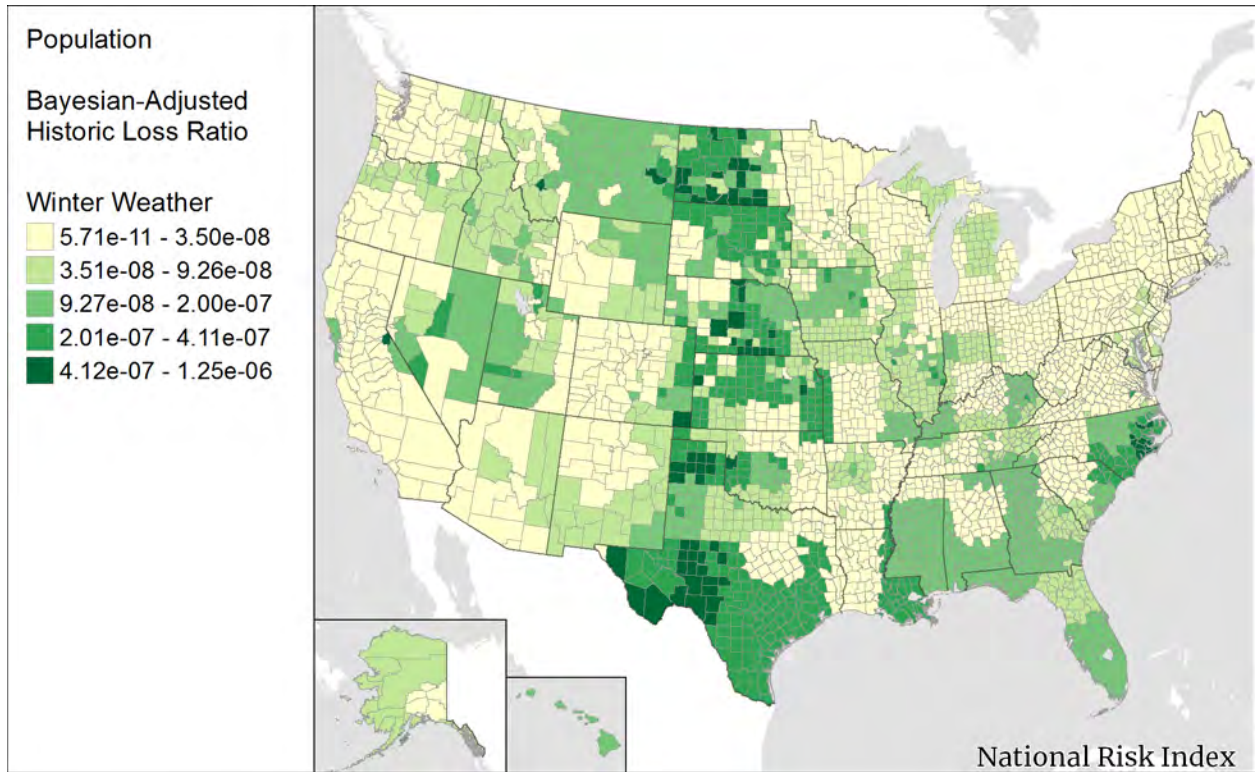 Population
Bayesian-Adjusted
Historic Loss Ratio
Winter Weather
5.71e-11 - 3.50e-08
3.51e-08 - 9.26e-08
9.27e-08 - 2.00e-07
2.01e-07 - 4.11e-07
4.12e-07 - 1.25e-06
National Risk Index